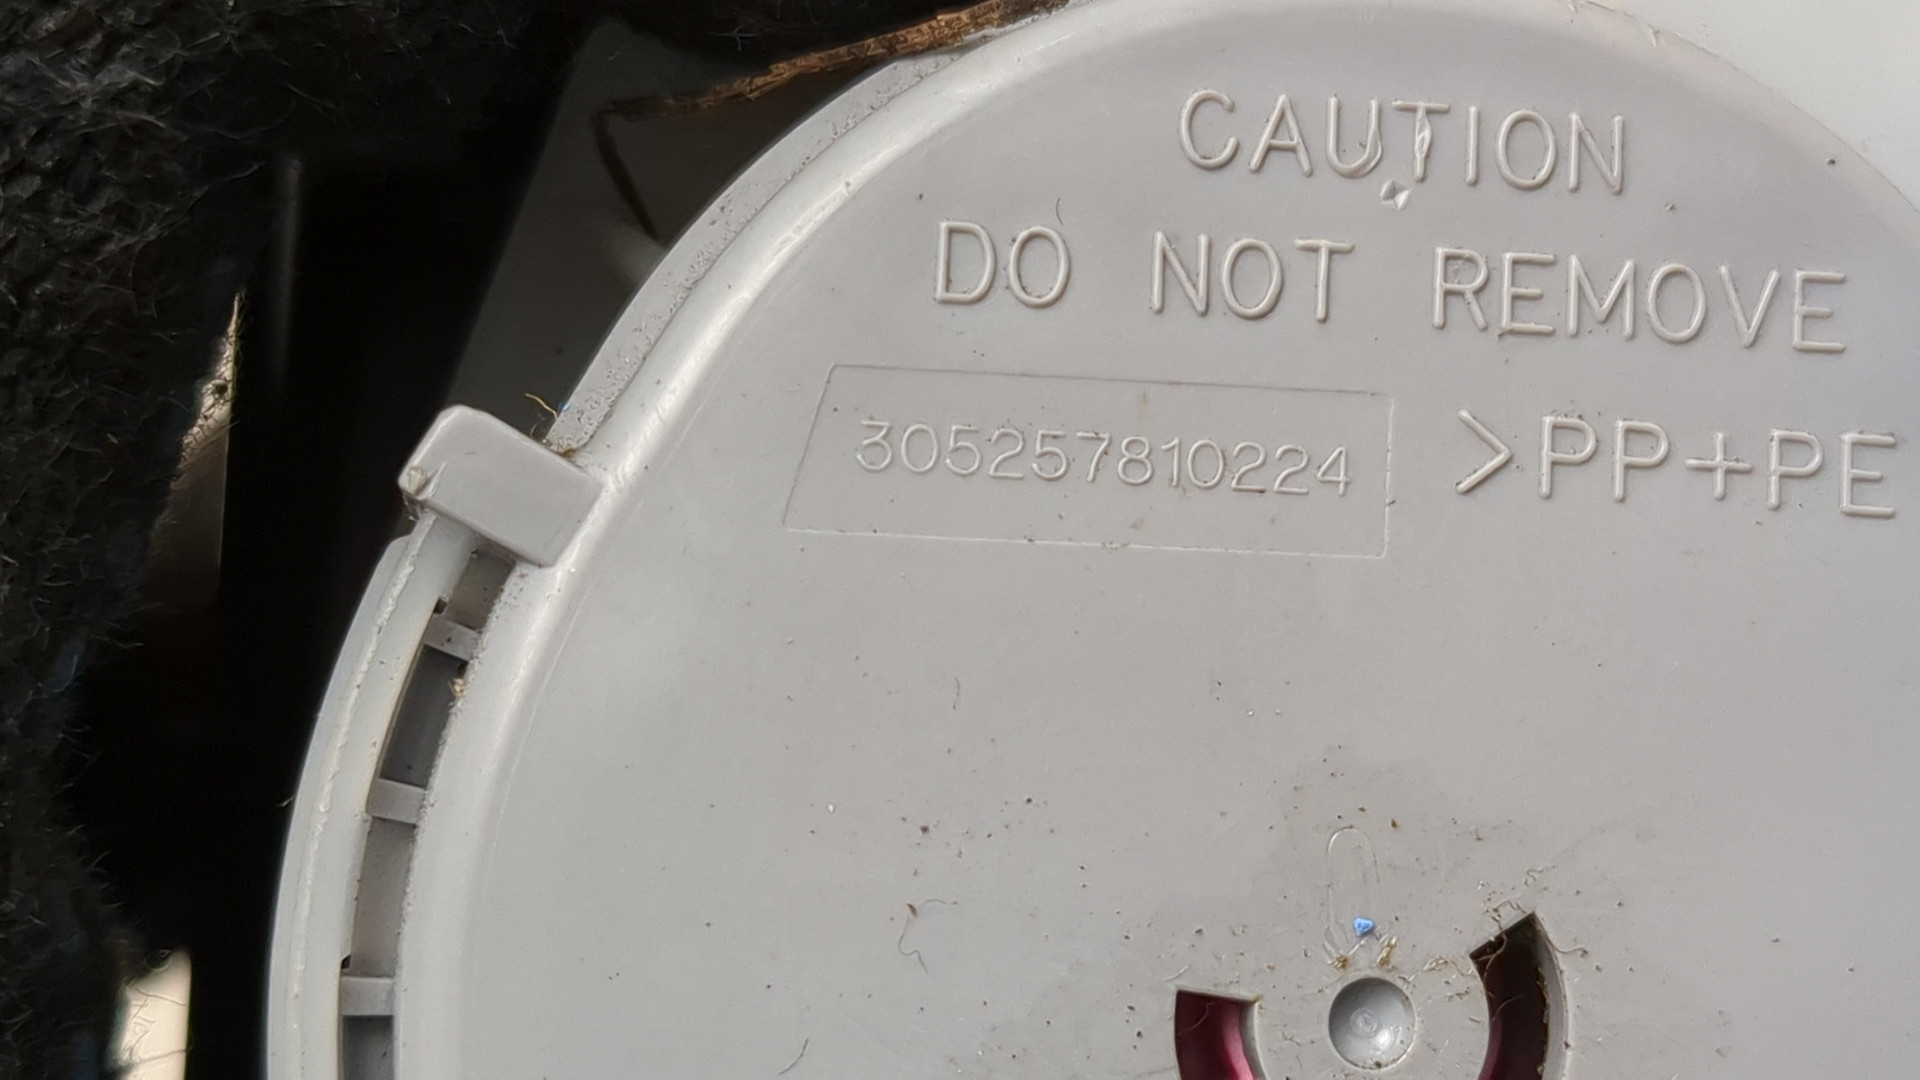 CAUTION
DO NOT REMOVE
305257810224 >PP+PE